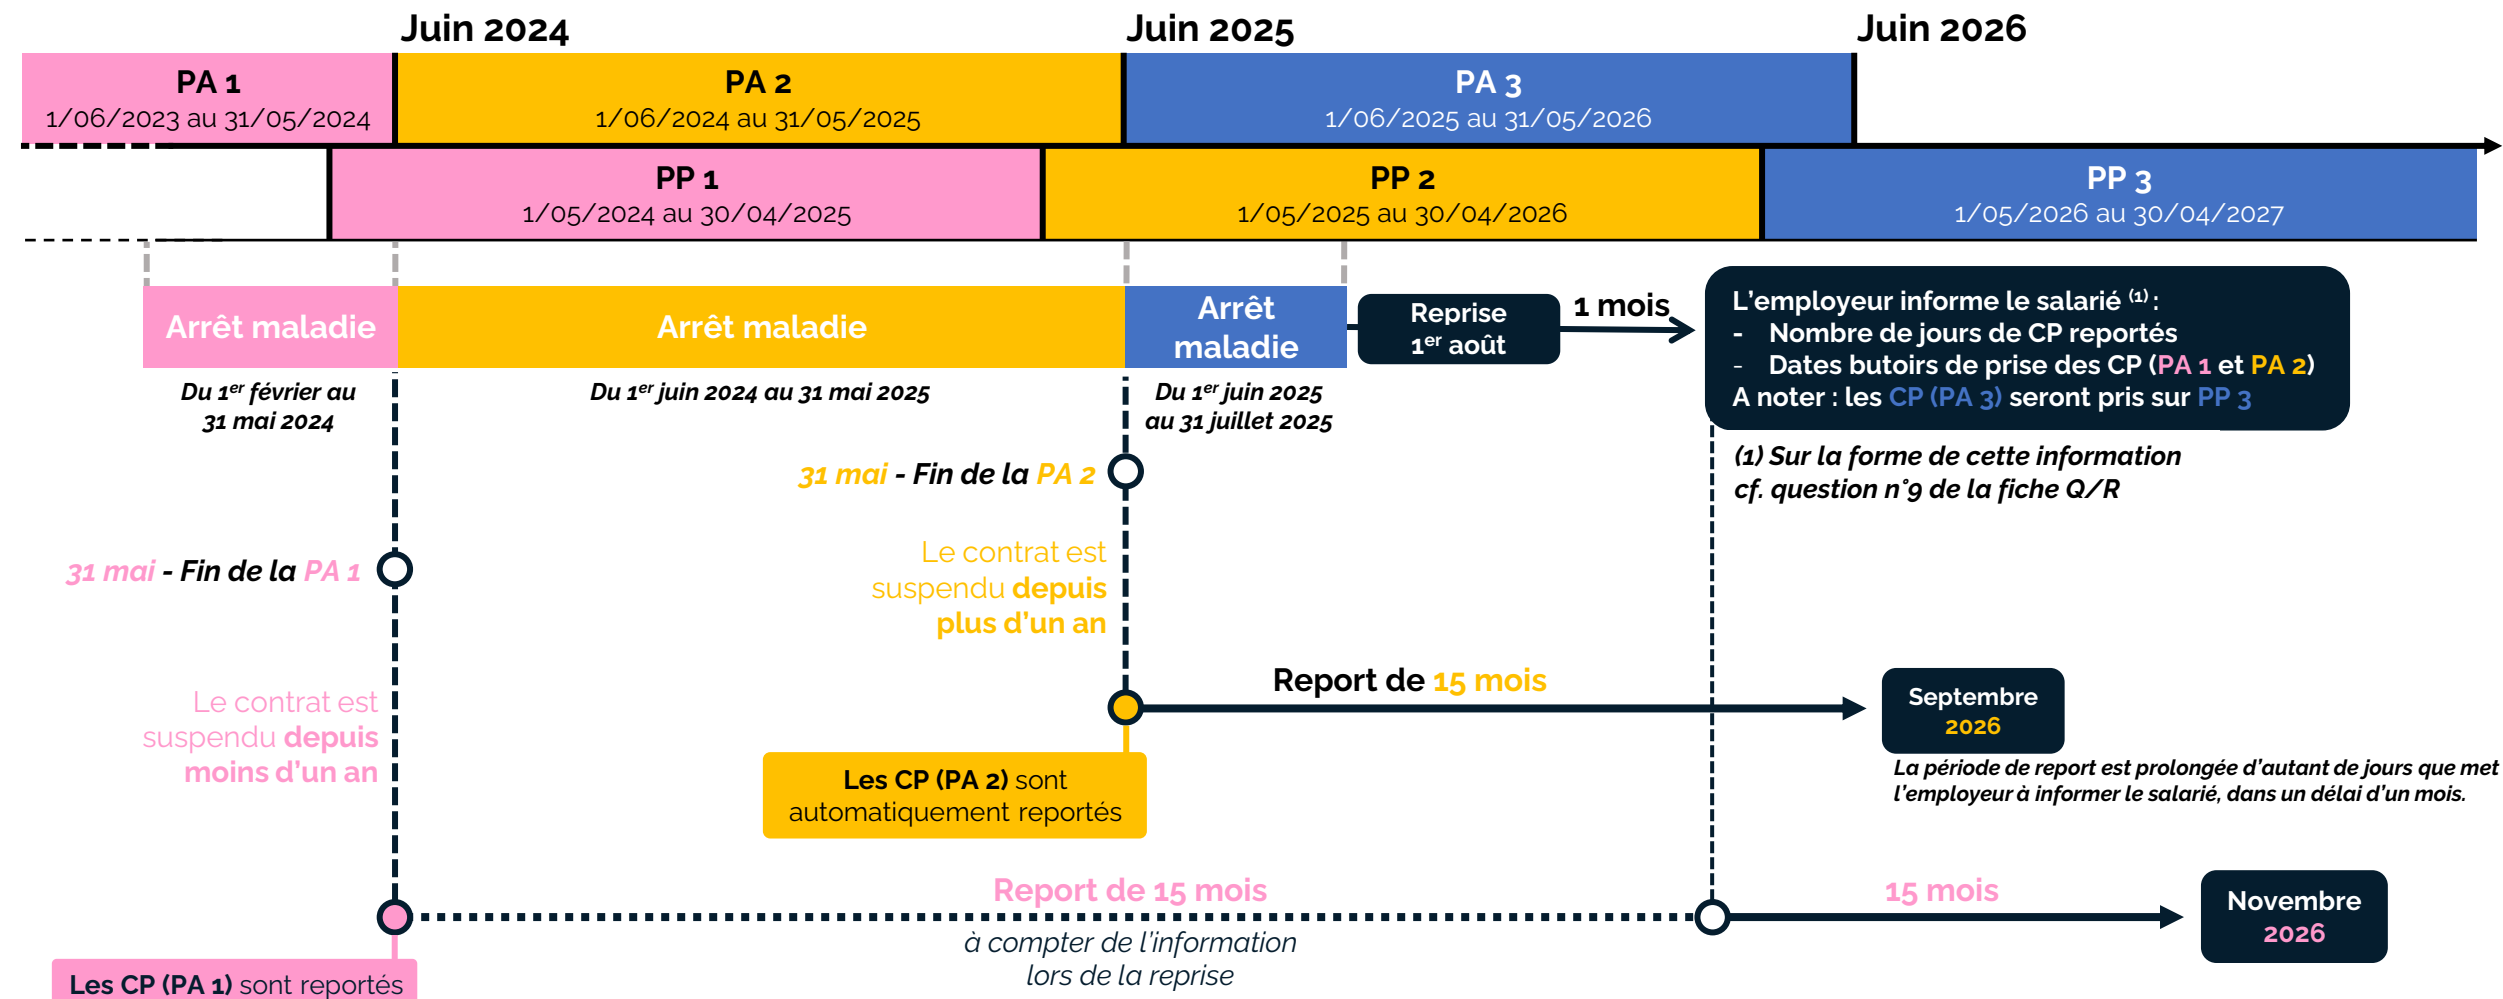 Juin 2024
Juin 2025
Juin 2026
PA 1
1/06/2023 au 31/05/2024
PA 2
1/06/2024 au 31/05/2025
PA 3
1/06/2025 au 31/05/2026
PP 1
1/05/2024 au 30/04/2025
PP 2
1/05/2025 au 30/04/2026
PP 3
1/05/2026 au 30/04/2027
Arrêt maladie
Arrêt maladie
Arrêt
maladie
Reprise
1er août
1 mois
L'employeur informe le salarié (1) :
- Nombre de jours de CP reportés
- Dates butoirs de prise des CP (PA 1 et PA 2)
A noter : les CP (PA 3) seront pris sur PP 3
Du 1er février au
31 mai 2024
Du 1er juin 2024 au 31 mai 2025
Du 1er juin 2025
au 31 juillet 2025
(1) Sur la forme de cette information
cf. question n°9 de la fiche Q/R
31 mai - Fin de la PA 2
31 mai - Fin de la PA 1
Le contrat est
suspendu depuis
plus d'un an
Le contrat est
suspendu depuis
moins d'un an
Report de 15 mois
Septembre
2026
La période de report est prolongée d'autant de jours que met
l'employeur à informer le salarié, dans un délai d'un mois.
Les CP (PA 2) sont
automatiquement reportés
Report de 15 mois
à compter de l'information
lors de la reprise
15 mois
Novembre
2026
Les CP (PA 1) sont reportés